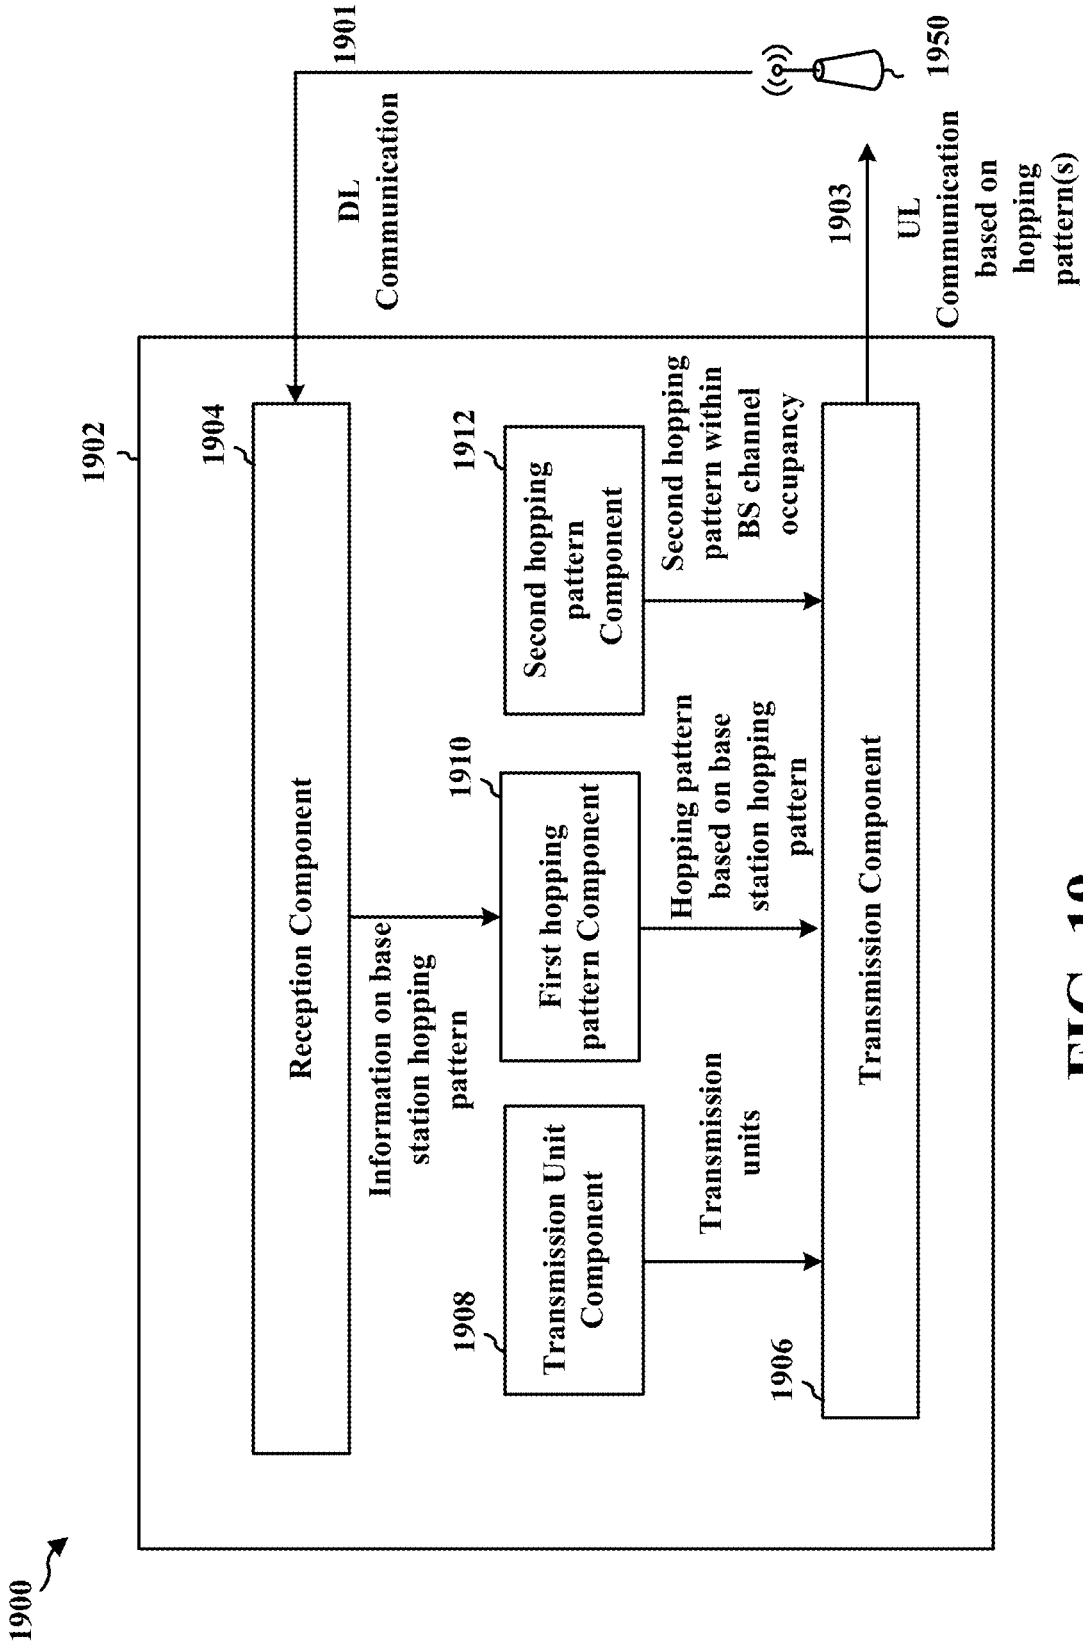 1900
1902
1904
Reception Component
1901
DL
Communication
Information on base
station hopping
pattern
1908
Transmission Unit
Component
1910
First hopping
pattern Component
1912
Second hopping
pattern
Component
Transmission
units
Hopping pattern
based on base
station hopping
pattern
Second hopping
pattern within
BS channel
occupancy
1906
Transmission Component
1903
UL
Communication
based on
hopping
pattern(s)
1950
FIG. 19